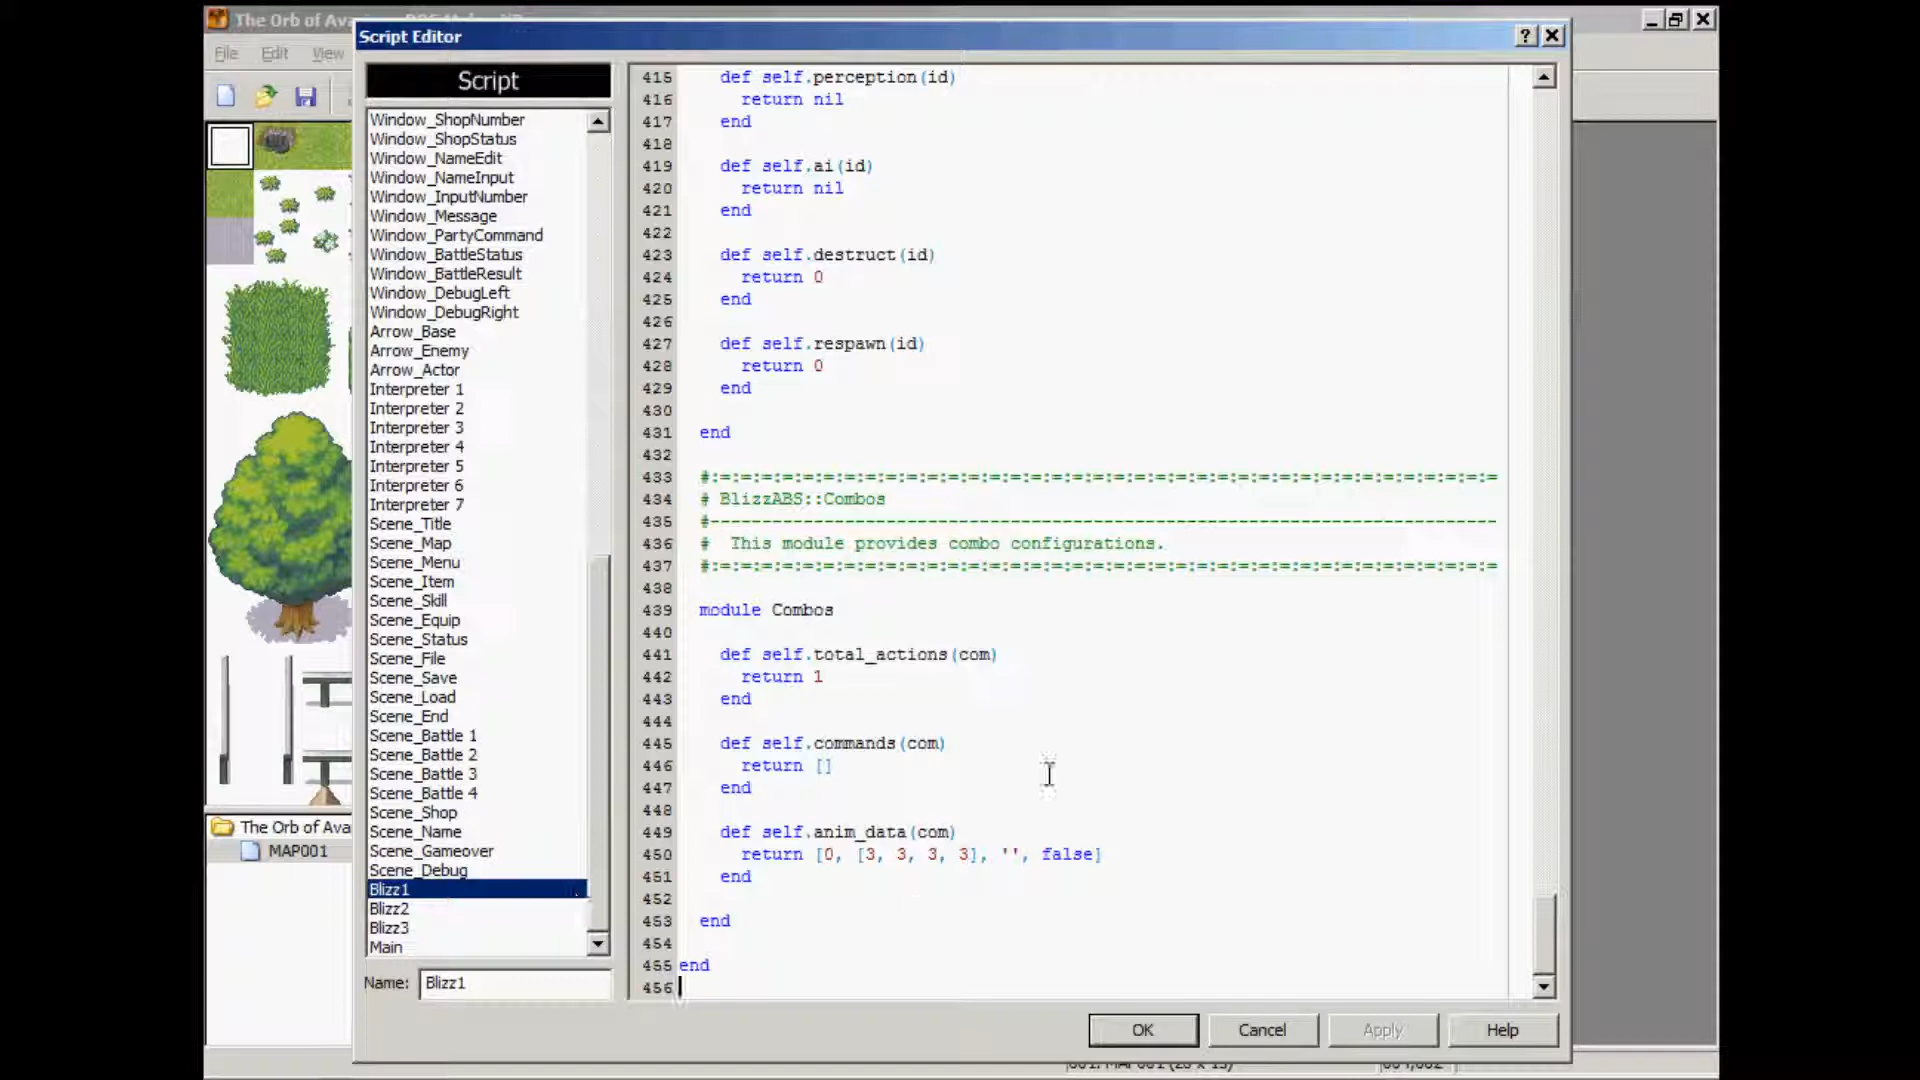 The Orb of Ava
Script Editor
File Edit View
Script
Window_ShopNumber
Window_ShopStatus
Window_NameEdit
Window_NameInput
Window_InputNumber
Window_Message
Window_PartyCommand
Window_BattleStatus
Window_BattleResult
Window_DebugLeft
Window_DebugRight
Arrow_Base
Arrow_Enemy
Arrow_Actor
Interpreter 1
Interpreter 2
Interpreter 3
Interpreter 4
Interpreter 5
Interpreter 6
Interpreter 7
Scene_Title
Scene_Map
Scene_Menu
Scene_Item
Scene_Skill
Scene_Equip
Scene_Status
Scene_File
Scene_Save
Scene_Load
Scene_End
Scene_Battle 1
Scene_Battle 2
Scene_Battle 3
Scene_Battle 4
Scene_Shop
Scene_Name
Scene_Gameover
Scene_Debug
Blizz1
Blizz2
Blizz3
Main
Name: Blizz1
The Orb of Ava
MAP001
415 def self.perception(id)
416 return nil
417 end
418
419 def self.ai(id)
420 return nil
421 end
422
423 def self.destruct(id)
424 return 0
425 end
426
427 def self.respawn(id)
428 return 0
429 end
430
431 end
432
433 #:=:=:=:=:=:=:=:=:=:=:=:=:=:=:=:=:=:=:=:=:=:=:=:=:=:=:=:=:=:=:=:=:=:=:=:=:=:=
434 # BlizzABS::Combos
435 #----------------------------------------------------------------------------
436 #  This module provides combo configurations.
437 #:=:=:=:=:=:=:=:=:=:=:=:=:=:=:=:=:=:=:=:=:=:=:=:=:=:=:=:=:=:=:=:=:=:=:=:=:=:=
438
439 module Combos
440
441 def self.total_actions(com)
442 return 1
443 end
444
445 def self.commands(com)
446 return []
447 end
448
449 def self.anim_data(com)
450 return [0, [3, 3, 3, 3], '', false]
451 end
452
453 end
454
455 end
456
OK Cancel Apply Help